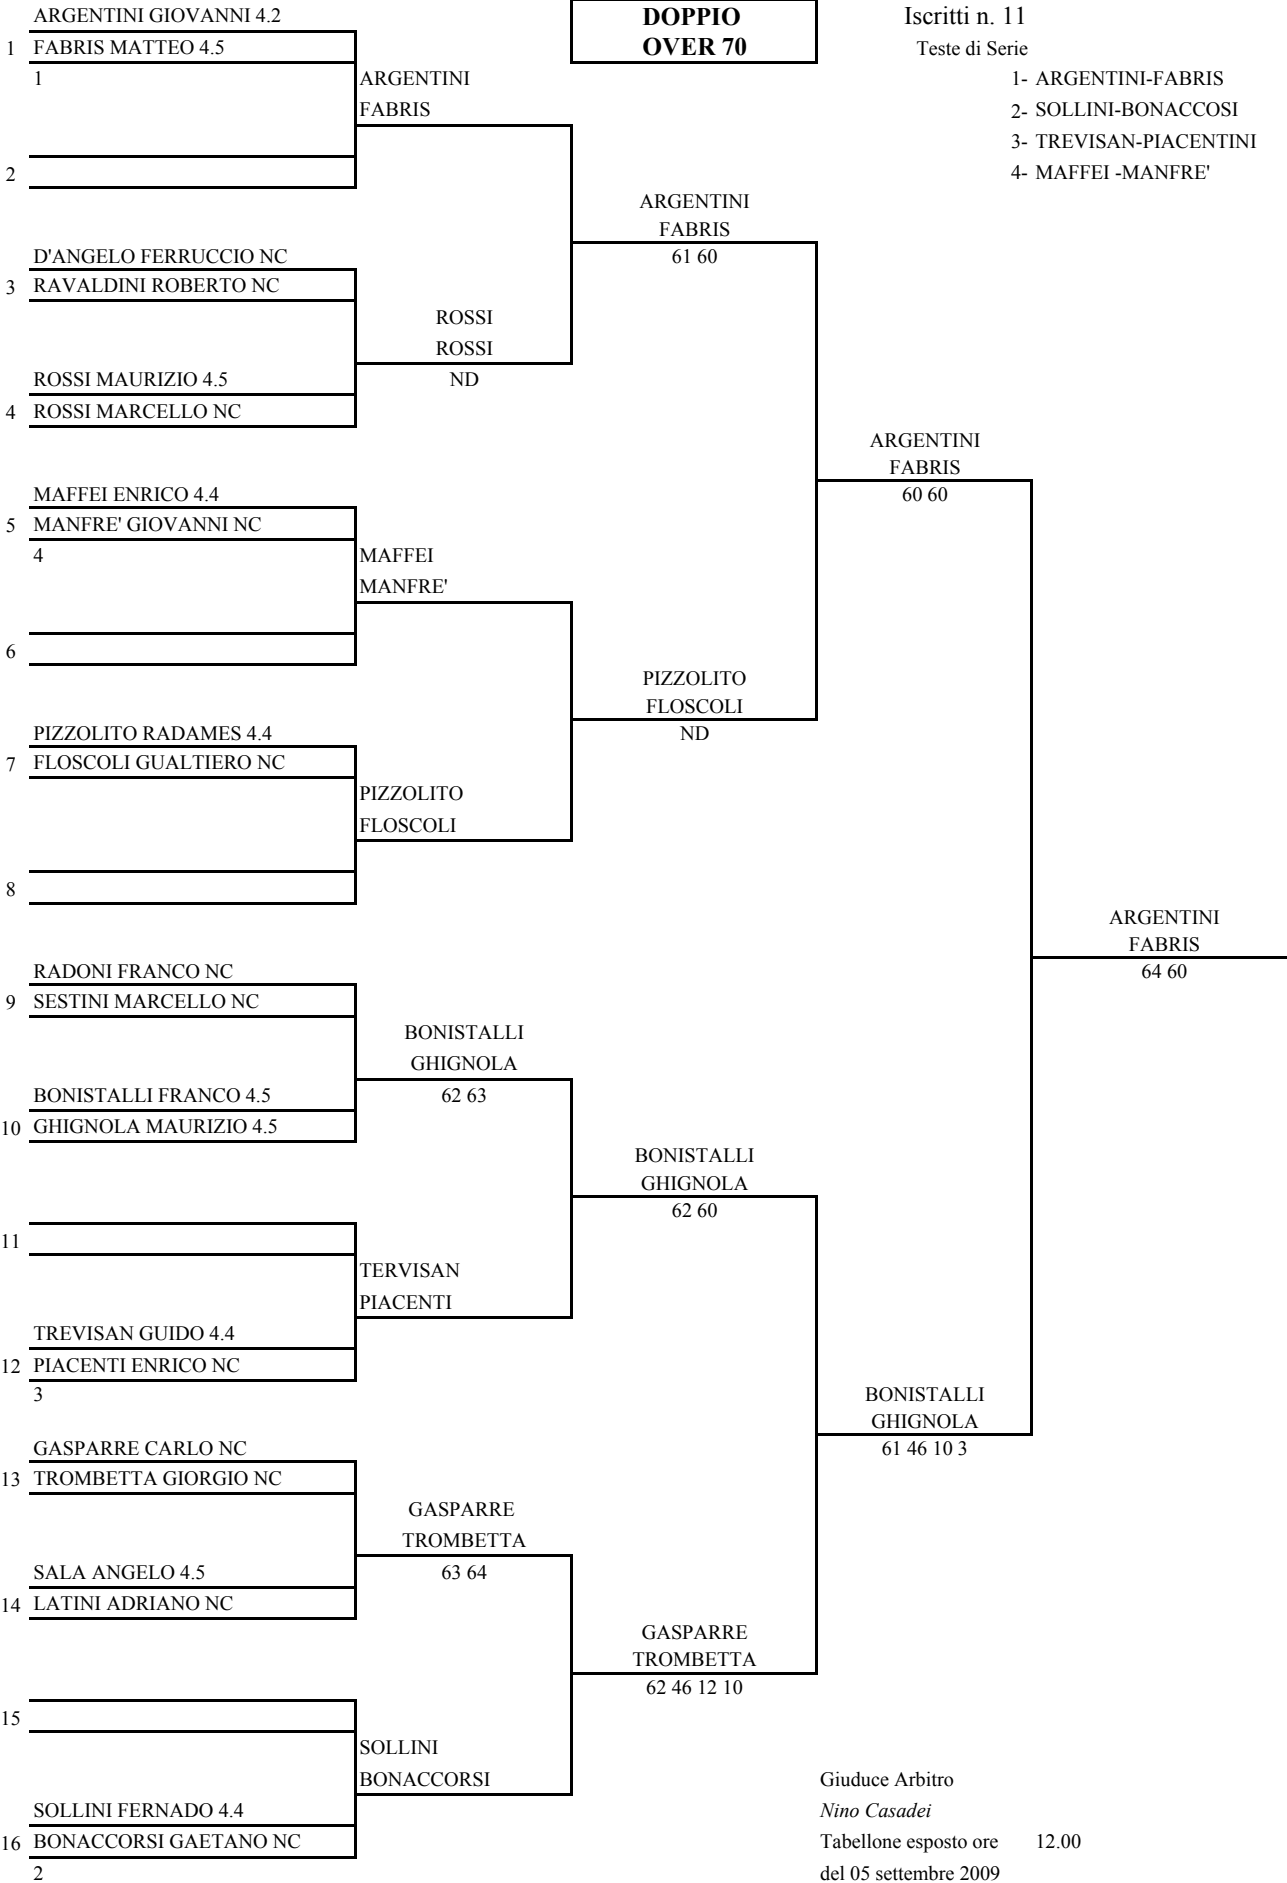 ARGENTINI GIOVANNI 4.2
1 FABRIS MATTEO 4.5
1
DOPPIO
OVER 70
Iscritti n. 11
Teste di Serie
1- ARGENTINI-FABRIS
2- SOLLINI-BONACCOSI
3- TREVISAN-PIACENTINI
4- MAFFEI -MANFRE'
ARGENTINI
FABRIS
2
ARGENTINI
FABRIS
61 60
D'ANGELO FERRUCCIO NC
3 RAVALDINI ROBERTO NC
ROSSI
ROSSI
ND
ROSSI MAURIZIO 4.5
4 ROSSI MARCELLO NC
ARGENTINI
FABRIS
60 60
MAFFEI ENRICO 4.4
5 MANFRE' GIOVANNI NC
4
MAFFEI
MANFRE'
6
PIZZOLITO
FLOSCOLI
ND
PIZZOLITO RADAMES 4.4
7 FLOSCOLI GUALTIERO NC
PIZZOLITO
FLOSCOLI
8
ARGENTINI
FABRIS
64 60
RADONI FRANCO NC
9 SESTINI MARCELLO NC
BONISTALLI
GHIGNOLA
62 63
BONISTALLI FRANCO 4.5
10 GHIGNOLA MAURIZIO 4.5
BONISTALLI
GHIGNOLA
62 60
11
TERVISAN
PIACENTI
TREVISAN GUIDO 4.4
12 PIACENTI ENRICO NC
3
BONISTALLI
GHIGNOLA
61 46 10 3
GASPARRE CARLO NC
13 TROMBETTA GIORGIO NC
GASPARRE
TROMBETTA
63 64
SALA ANGELO 4.5
14 LATINI ADRIANO NC
GASPARRE
TROMBETTA
62 46 12 10
15
SOLLINI
BONACCORSI
SOLLINI FERNADO 4.4
16 BONACCORSI GAETANO NC
2
Giuduce Arbitro
Nino Casadei
Tabellone esposto ore 12.00
del 05 settembre 2009